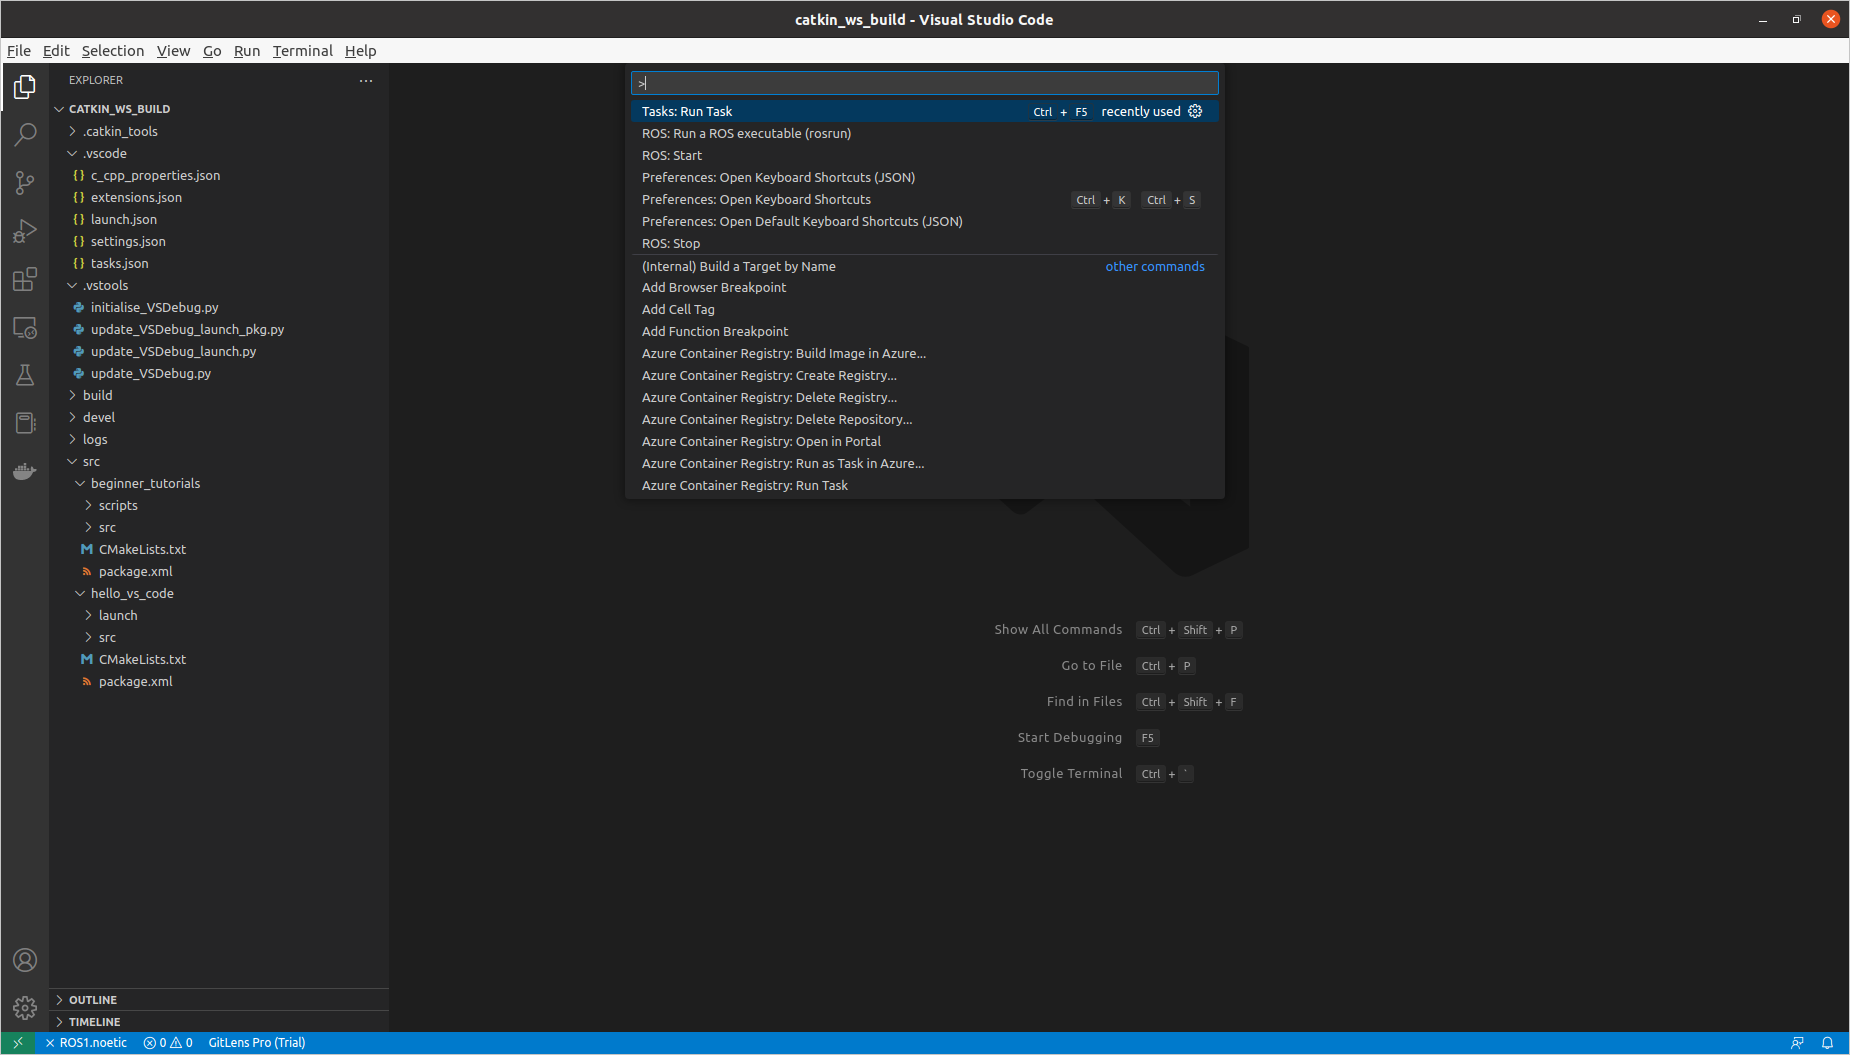 catkin_ws_build - Visual Studio Code
File Edit Selection View Go Run Terminal Help
EXPLORER
CATKIN_WS_BUILD
.catkin_tools
.vscode
{} c_cpp_properties.json
{} extensions.json
{} launch.json
{} settings.json
{} tasks.json
.vstools
initialise_VSDebug.py
update_VSDebug_launch_pkg.py
update_VSDebug_launch.py
update_VSDebug.py
build
devel
logs
src
beginner_tutorials
scripts
src
M CMakeLists.txt
package.xml
hello_vs_code
launch
src
M CMakeLists.txt
package.xml
OUTLINE
TIMELINE
>
Tasks: Run Task Ctrl + F5 recently used
ROS: Run a ROS executable (rosrun)
ROS: Start
Preferences: Open Keyboard Shortcuts (JSON)
Preferences: Open Keyboard Shortcuts Ctrl + K Ctrl + S
Preferences: Open Default Keyboard Shortcuts (JSON)
ROS: Stop
(Internal) Build a Target by Name other commands
Add Browser Breakpoint
Add Cell Tag
Add Function Breakpoint
Azure Container Registry: Build Image in Azure...
Azure Container Registry: Create Registry...
Azure Container Registry: Delete Registry...
Azure Container Registry: Delete Repository...
Azure Container Registry: Open in Portal
Azure Container Registry: Run as Task in Azure...
Azure Container Registry: Run Task
Show All Commands Ctrl + Shift + P
Go to File Ctrl + P
Find in Files Ctrl + Shift + F
Start Debugging F5
Toggle Terminal Ctrl + `
ROS1.noetic 0 0 GitLens Pro (Trial)